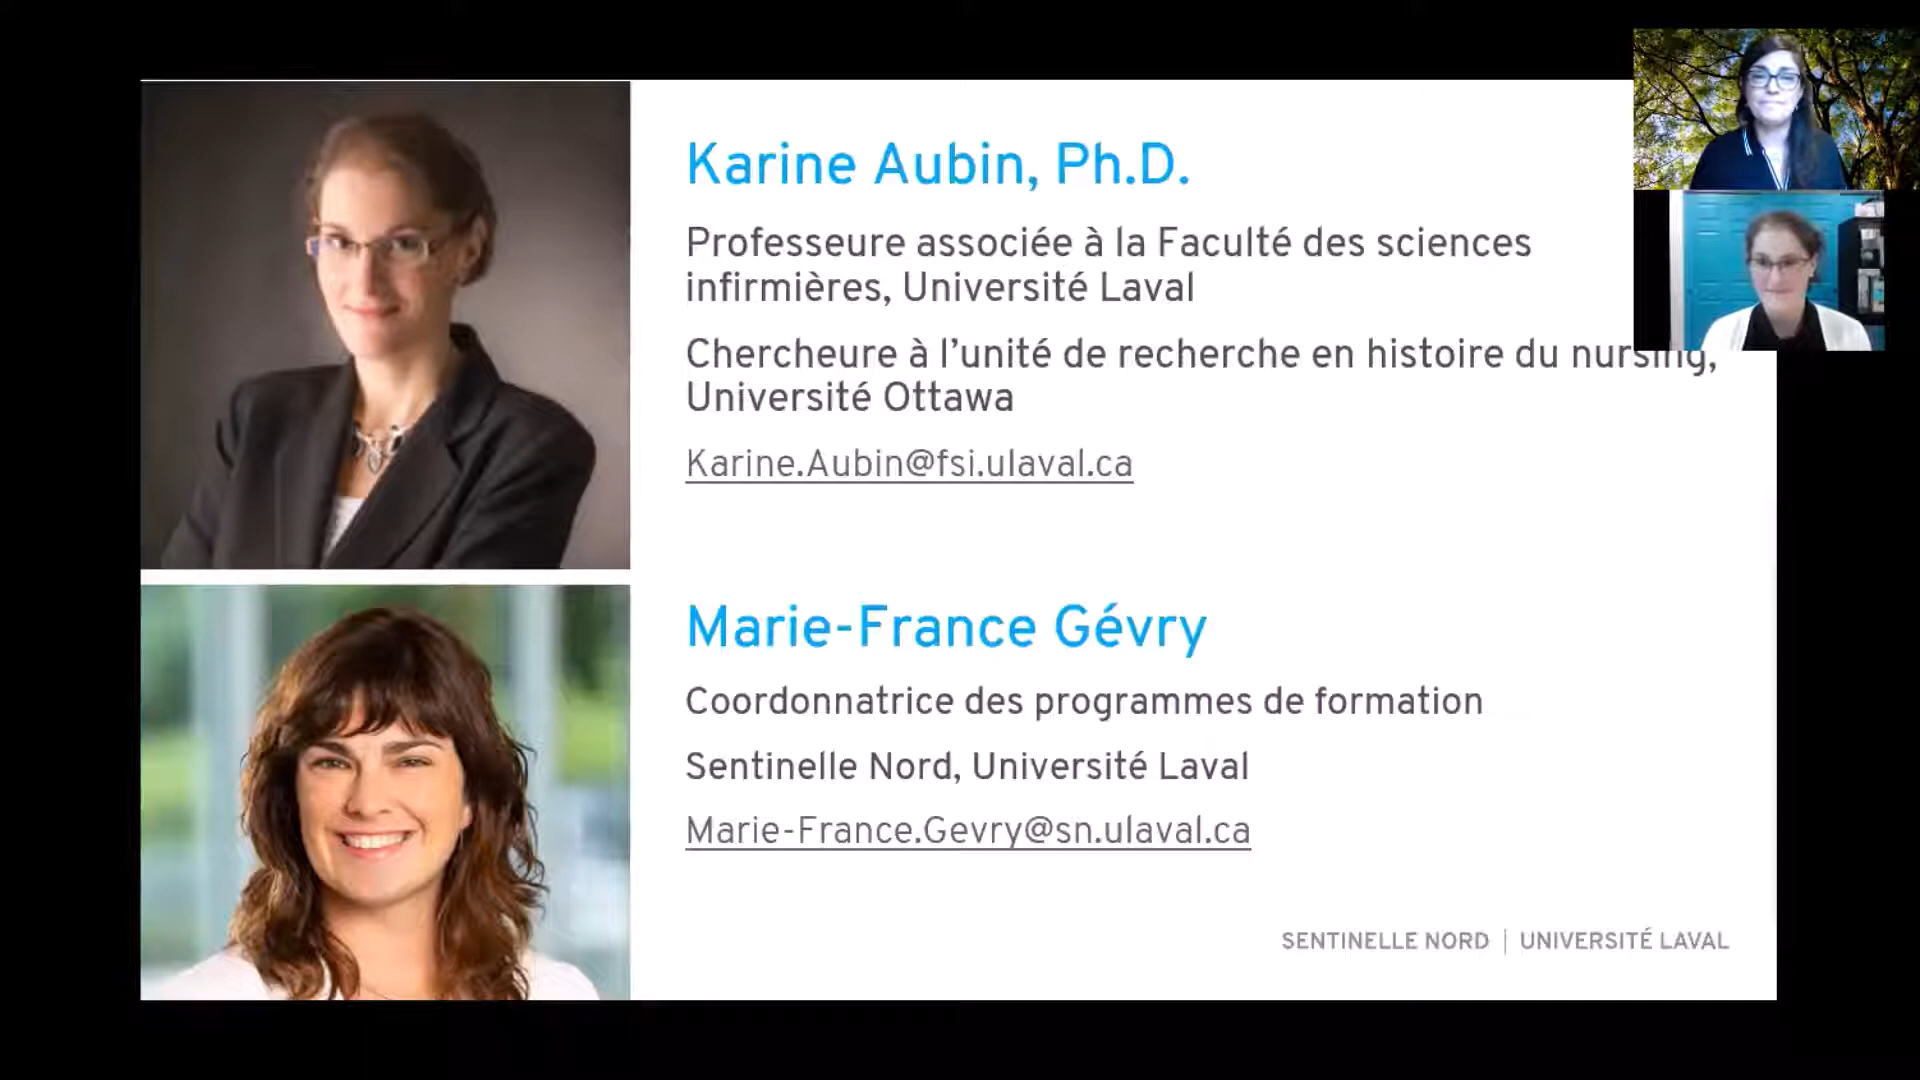 Karine Aubin, Ph.D.
Professeure associée à la Faculté des sciences
infirmières, Université Laval
Chercheure à l’unité de recherche en histoire du nursing,
Université Ottawa
Karine.Aubin@fsi.ulaval.ca
Marie-France Gévry
Coordonnatrice des programmes de formation
Sentinelle Nord, Université Laval
Marie-France.Gevry@sn.ulaval.ca
SENTINELLE NORD | UNIVERSITÉ LAVAL